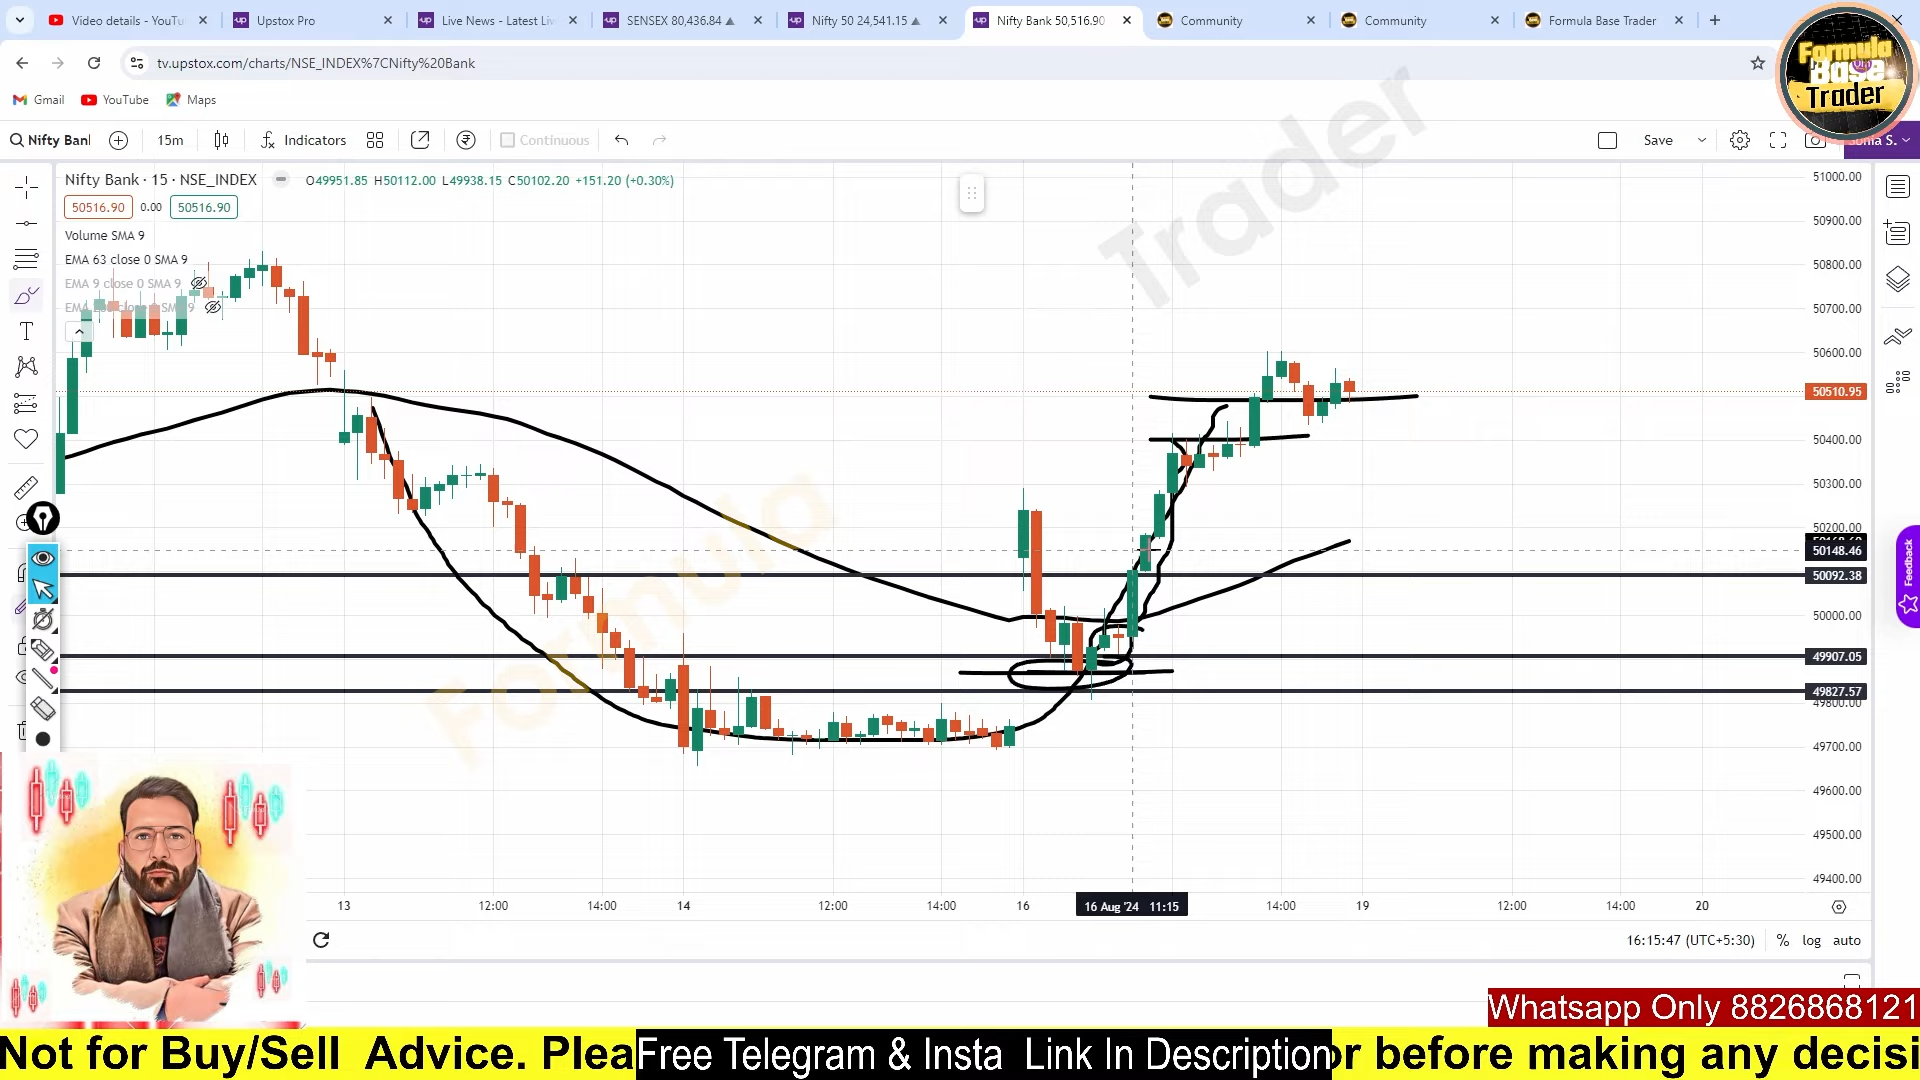 Video details - YouTu
Upstox Pro
Live News - Latest Liv
SENSEX 80,436.84 ▲
Nifty 50 24,541.15 ▲
Nifty Bank 50,516.90
Community
Community
Formula Base Trader
tv.upstox.com/charts/NSE_INDEX%7CNifty%20Bank
Gmail YouTube Maps
Formula
Base
Trader
Nifty Banl 15m Indicators Continuous Save
Nifty Bank · 15 · NSE_INDEX O49951.85 H50112.00 L49938.15 C50102.20 +151.20 (+0.30%)
50516.90 0.00 50516.90
Volume SMA 9
EMA 63 close 0 SMA 9
EMA 9 close 0 SMA 9
Trader
Formula
51000.00
50900.00
50800.00
50700.00
50600.00
50510.95
50400.00
50300.00
50200.00
50148.46
50092.38
50000.00
49907.05
49827.57
49800.00
49700.00
49600.00
49500.00
49400.00
Feedback
13 12:00 14:00 14 12:00 14:00 16 16 Aug '24 11:15 14:00 19 12:00 14:00 20
16:15:47 (UTC+5:30) % log auto
Whatsapp Only 8826868121
Not for Buy/Sell Advice. Plea
Free Telegram & Insta Link In Description
or before making any decisi